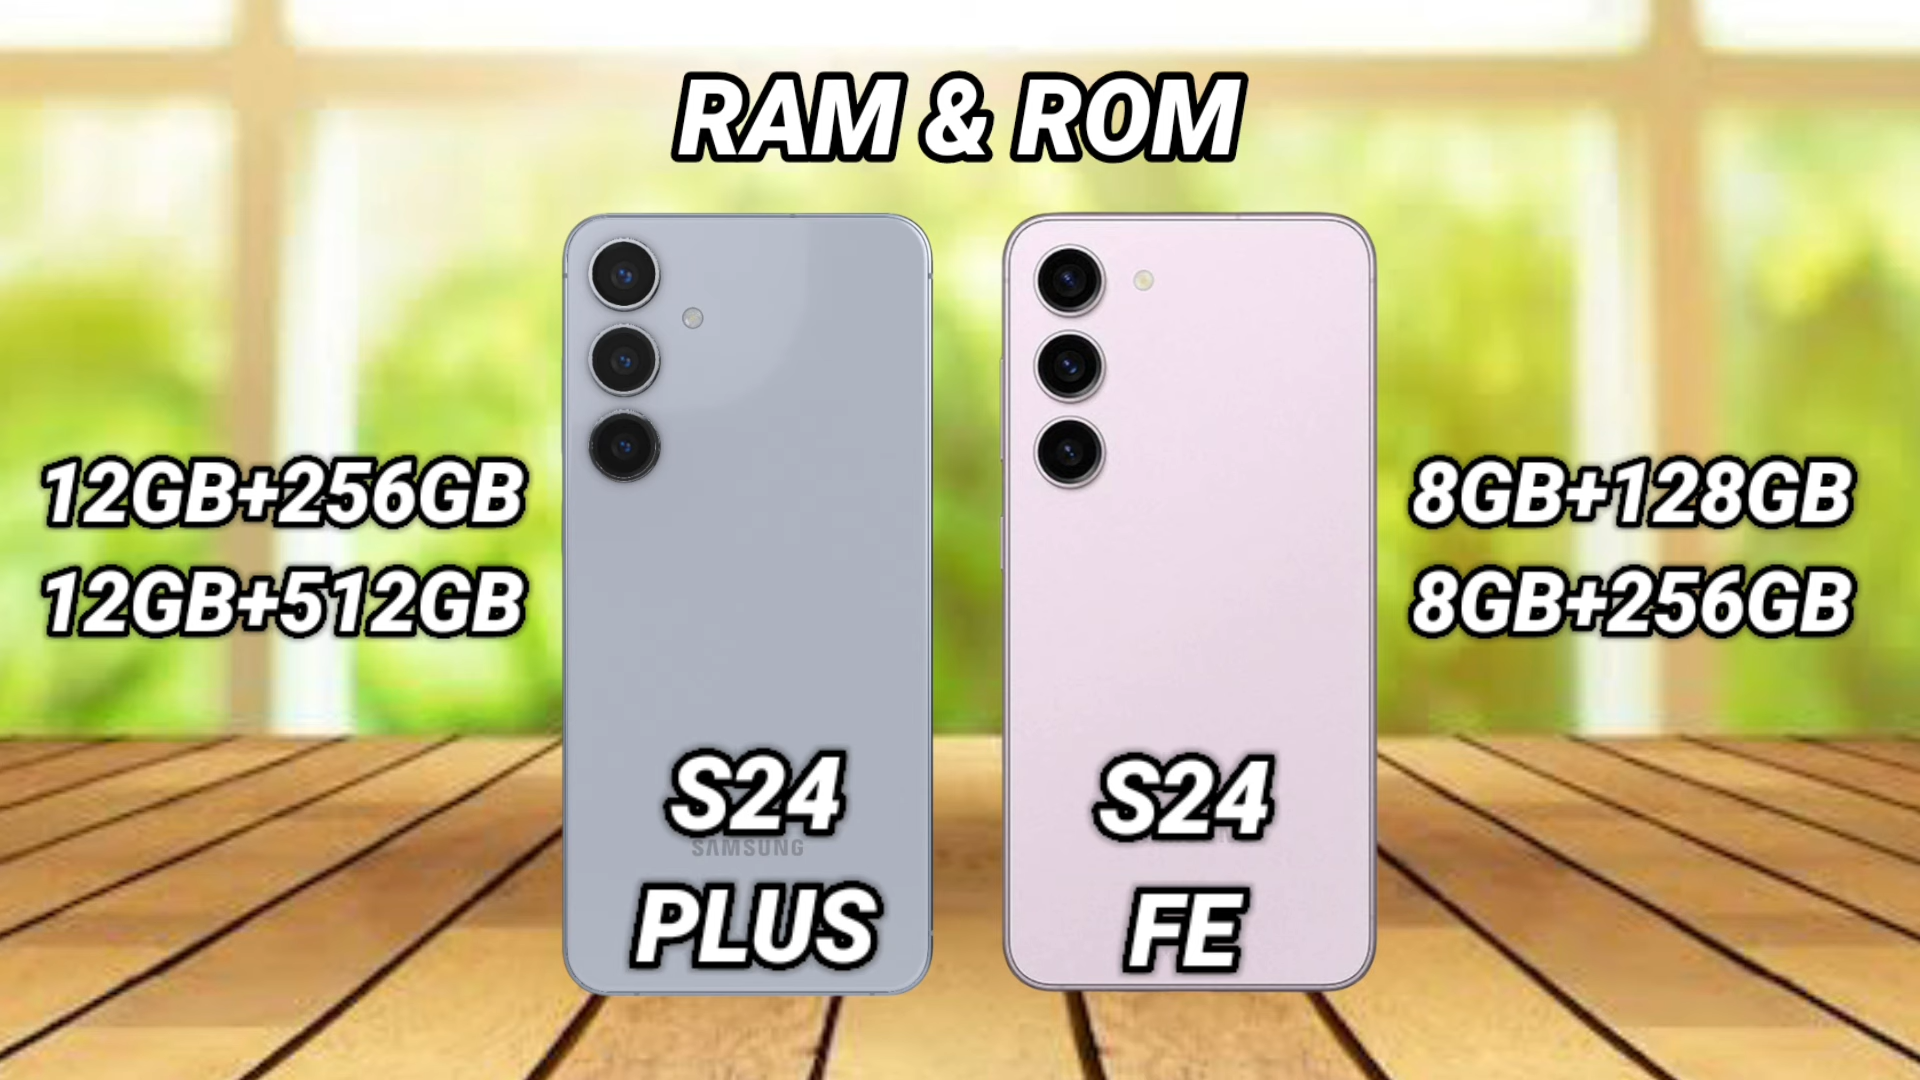 RAM & ROM
12GB+256GB
12GB+512GB
8GB+128GB
8GB+256GB
S24
SAMSUNG
PLUS
S24
FE